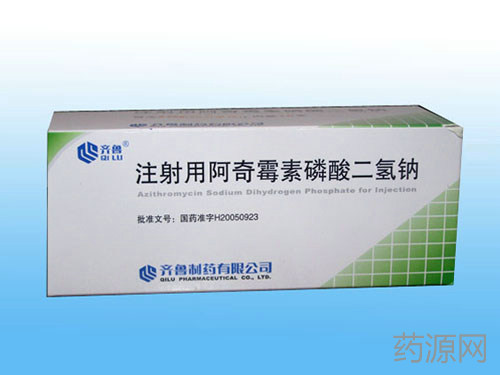 齐鲁®
QILU
注射用阿奇霉素磷酸二氢钠
Azithromycin Sodium Dihydrogen Phosphate for Injection
批准文号：国药准字H20050923
齐鲁制药有限公司
QILU PHARMACEUTICAL CO., LTD.
药源网